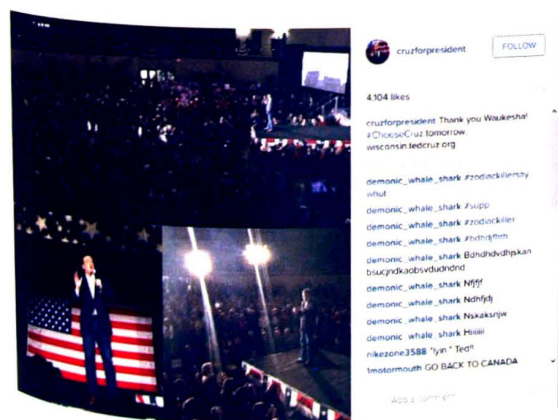 cruzforpresident
FOLLOW
4,104 likes
cruzforpresident Thank you Waukesha!
#ChooseCruz tomorrow
wisconsin.tedcruz.org
demonic_whale_shark #zodiackillersay
whut
demonic_whale_shark #supp
demonic_whale_shark #zodiackiller
demonic_whale_shark #bdhdjfhrh
demonic_whale_shark Bdhdhdvdhjskan
bsucjndkaobsvdudndnd
demonic_whale_shark Nfjfjf
demonic_whale_shark Ndhfjdj
demonic_whale_shark Nskaksnjw
demonic_whale_shark Hiiiiii
nikezone3588 "lyin " Ted!!
1motormouth GO BACK TO CANADA
Add a comment